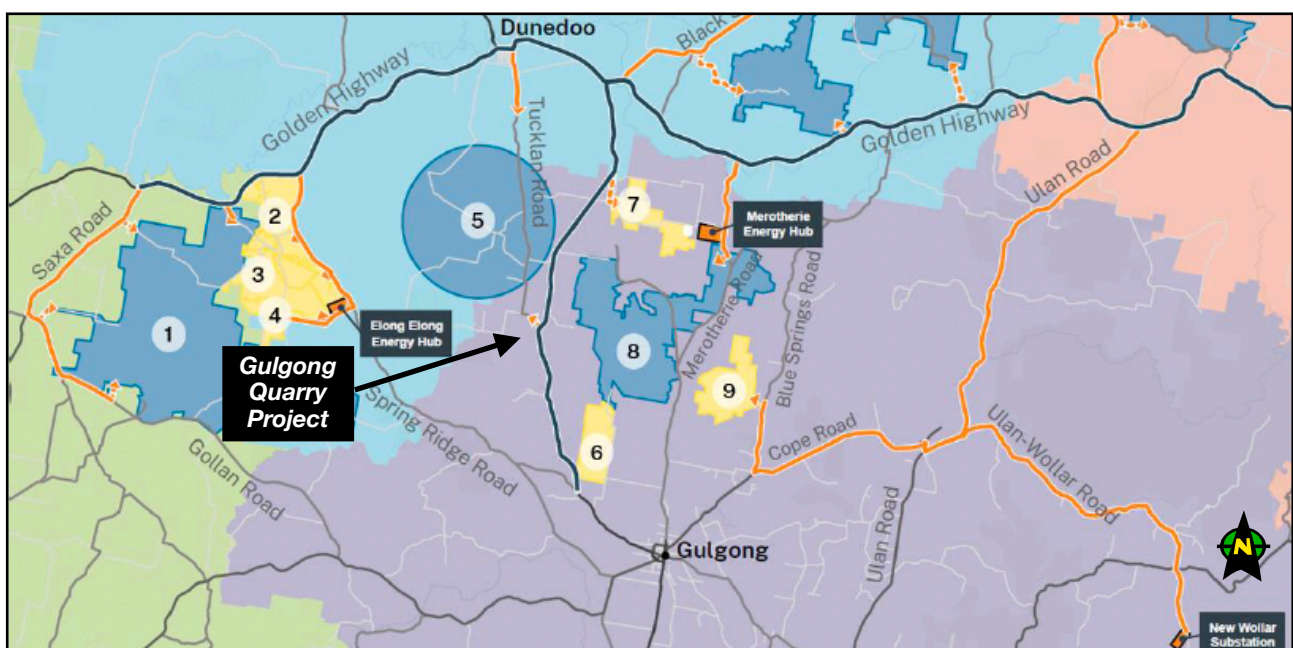 Dunedoo
Black
Golden Highway
Tucklan Road
Golden Highway
Ulan Road
2
5
7
Merotherie
Energy Hub
Saxa Road
3
4
1
Elong Elong
Energy Hub
Gulgong
Quarry
Project
8
Merotherie Road
Blue Springs Road
9
6
Spring Ridge Road
Gollan Road
Cope Road
Ulan-Wollar Road
Ulan Road
Gulgong
N
New Wollar
Substation